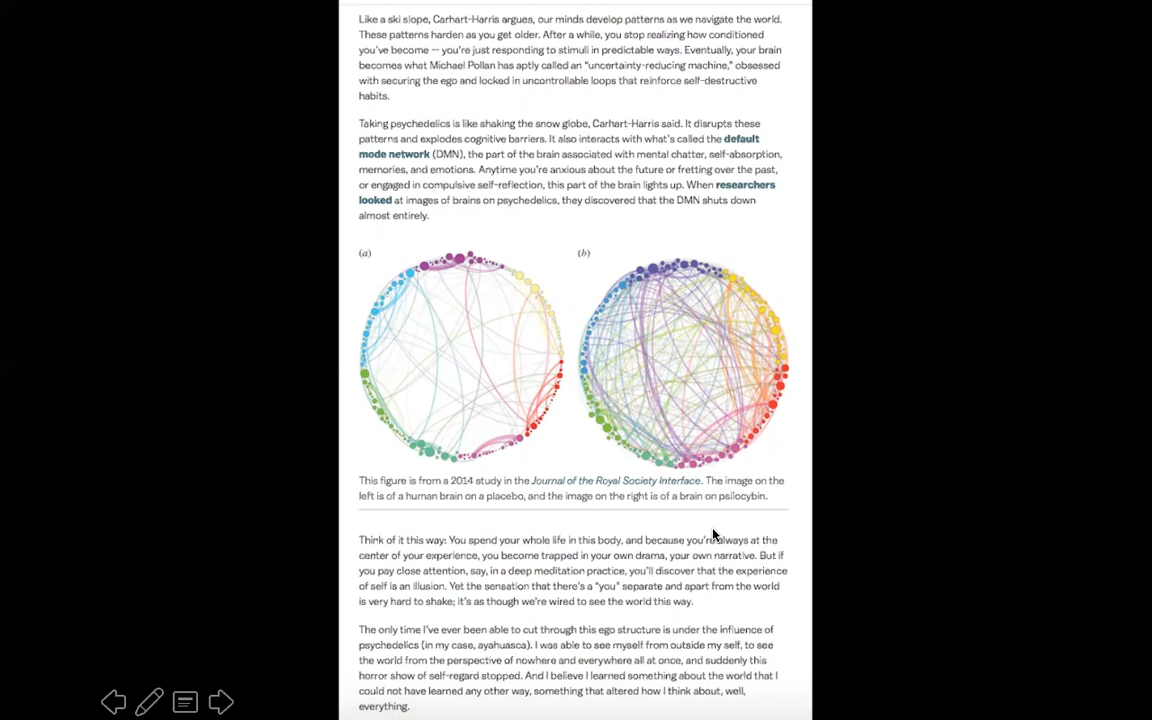 Like a ski slope, Carhart-Harris argues, our minds develop patterns as we navigate the world.
These patterns harden as you get older. After a while, you stop realizing how conditioned
you've become — you're just responding to stimuli in predictable ways. Eventually, your brain
becomes what Michael Pollan has aptly called an “uncertainty-reducing machine,” obsessed
with securing the ego and locked in uncontrollable loops that reinforce self-destructive
habits.
Taking psychedelics is like shaking the snow globe, Carhart-Harris said. It disrupts these
patterns and explodes cognitive barriers. It also interacts with what's called the default
mode network (DMN), the part of the brain associated with mental chatter, self-absorption,
memories, and emotions. Anytime you're anxious about the future or fretting over the past,
or engaged in compulsive self-reflection, this part of the brain lights up. When researchers
looked at images of brains on psychedelics, they discovered that the DMN shuts down
almost entirely.
(a)
(b)
This figure is from a 2014 study in the Journal of the Royal Society Interface. The image on the
left is of a human brain on a placebo, and the image on the right is of a brain on psilocybin.
Think of it this way: You spend your whole life in this body, and because you're always at the
center of your experience, you become trapped in your own drama, your own narrative. But if
you pay close attention, say, in a deep meditation practice, you'll discover that the experience
of self is an illusion. Yet the sensation that there's a “you” separate and apart from the world
is very hard to shake; it's as though we're wired to see the world this way.
The only time I've ever been able to cut through this ego structure is under the influence of
psychedelics (in my case, ayahuasca). I was able to see myself from outside my self, to see
the world from the perspective of nowhere and everywhere all at once, and suddenly this
horror show of self-regard stopped. And I believe I learned something about the world that I
could not have learned any other way, something that altered how I think about, well,
everything.